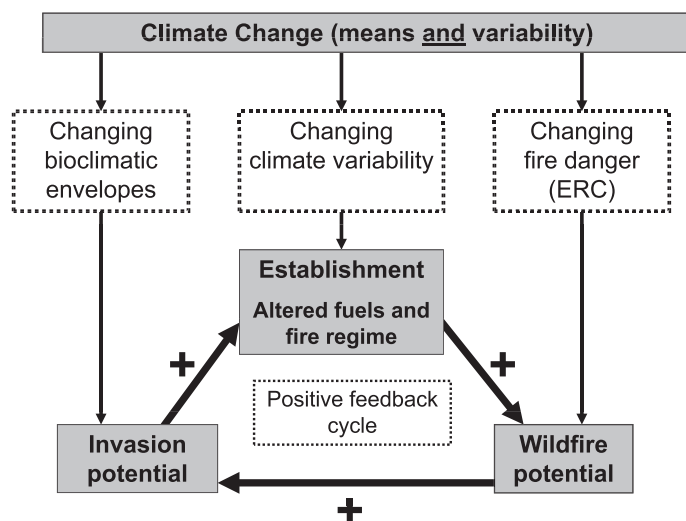 Climate Change (means and variability)
Changing
bioclimatic
envelopes
Changing
climate variability
Changing
fire danger
(ERC)
Establishment
Altered fuels and
fire regime
+
+
Positive feedback
cycle
Invasion
potential
Wildfire
potential
+